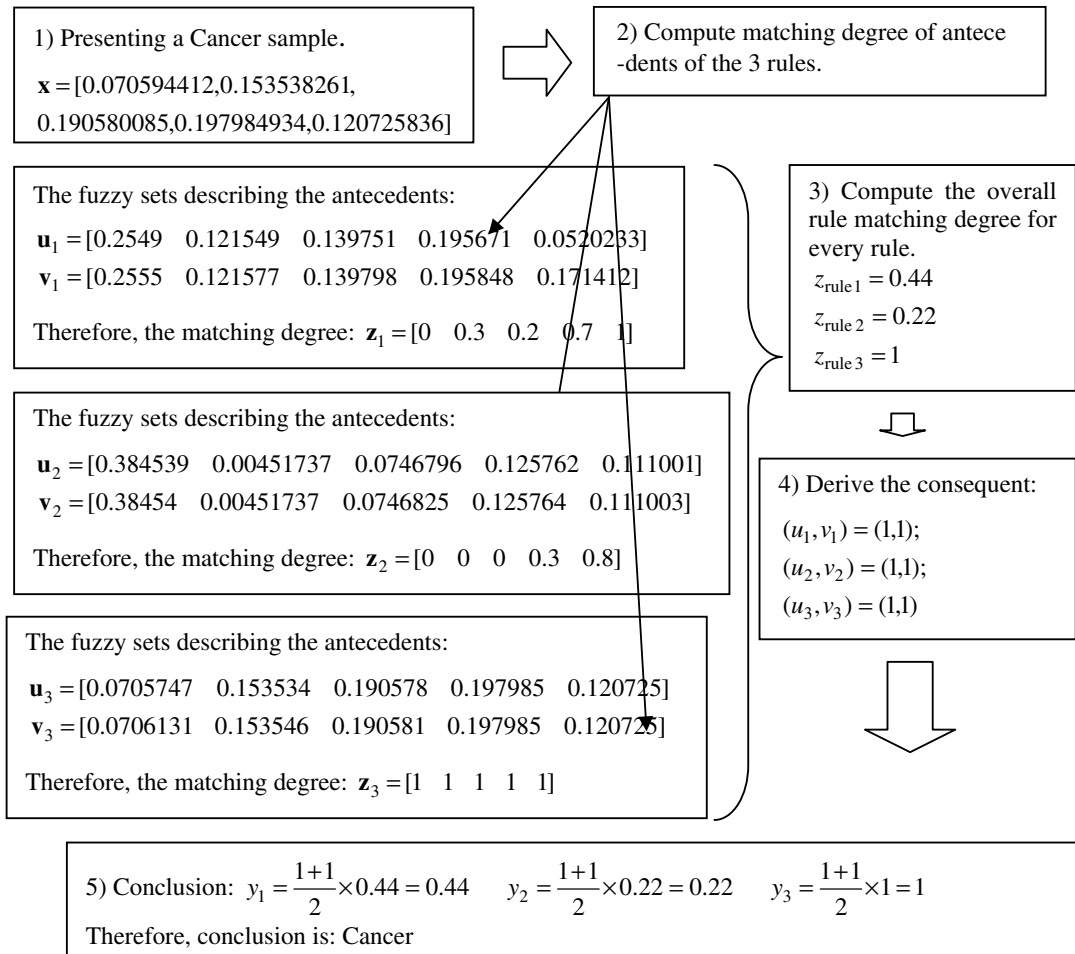 1) Presenting a Cancer sample.
x = [0.070594412,0.153538261,
0.190580085,0.197984934,0.120725836]
2) Compute matching degree of antece
-dents of the 3 rules.
The fuzzy sets describing the antecedents:
u₁ = [0.2549 0.121549 0.139751 0.195671 0.0520233]
v₁ = [0.2555 0.121577 0.139798 0.195848 0.171412]
Therefore, the matching degree: z₁ = [0 0.3 0.2 0.7 1]
3) Compute the overall
rule matching degree for
every rule.
z_rule1 = 0.44
z_rule2 = 0.22
z_rule3 = 1
The fuzzy sets describing the antecedents:
u₂ = [0.384539 0.00451737 0.0746796 0.125762 0.111001]
v₂ = [0.38454 0.00451737 0.0746825 0.125764 0.111003]
Therefore, the matching degree: z₂ = [0 0 0 0.3 0.8]
4) Derive the consequent:
(u₁,v₁) = (1,1);
(u₂,v₂) = (1,1);
(u₃,v₃) = (1,1)
The fuzzy sets describing the antecedents:
u₃ = [0.0705747 0.153534 0.190578 0.197985 0.120725]
v₃ = [0.0706131 0.153546 0.190581 0.197985 0.120725]
Therefore, the matching degree: z₃ = [1 1 1 1 1]
5) Conclusion: y₁ = (1+1)/2 × 0.44 = 0.44 y₂ = (1+1)/2 × 0.22 = 0.22 y₃ = (1+1)/2 × 1 = 1
Therefore, conclusion is: Cancer